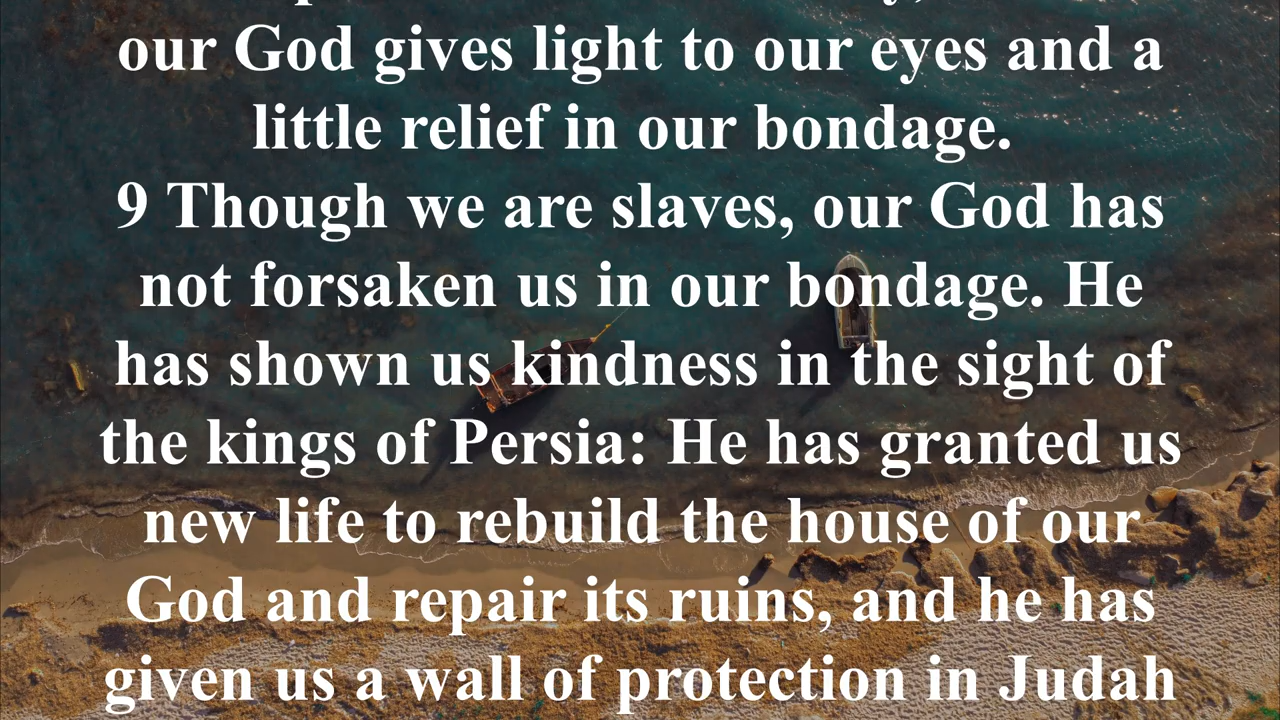 our God gives light to our eyes and a
little relief in our bondage.
9 Though we are slaves, our God has
not forsaken us in our bondage. He
has shown us kindness in the sight of
the kings of Persia: He has granted us
new life to rebuild the house of our
God and repair its ruins, and he has
given us a wall of protection in Judah